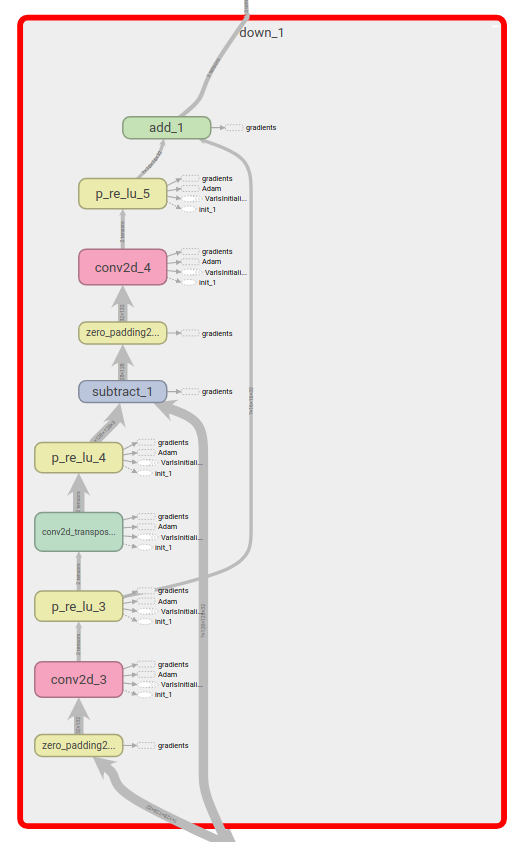 down_1
add_1
gradients
p_re_lu_5
gradients
Adam
VarIsInitiali...
init_1
conv2d_4
gradients
Adam
VarIsInitiali...
init_1
zero_padding2...
gradients
subtract_1
gradients
p_re_lu_4
gradients
Adam
VarIsInitiali...
init_1
conv2d_transpos...
gradients
Adam
VarIsInitiali...
init_1
p_re_lu_3
gradients
Adam
VarIsInitiali...
init_1
conv2d_3
gradients
Adam
VarIsInitiali...
init_1
zero_padding2...
gradients